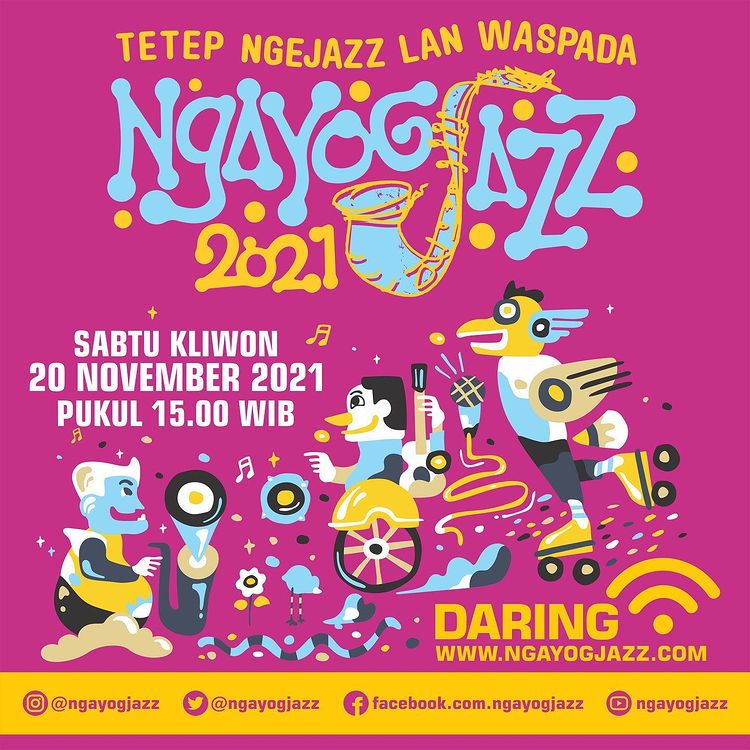 TETEP NGEJAZZ LAN WASPADA
NGAYOGJAZZ
2021
SABTU KLIWON
20 NOVEMBER 2021
PUKUL 15.00 WIB
DARING
WWW.NGAYOGJAZZ.COM
@ngayogjazz @ngayogjazz facebook.com.ngayogjazz ngayogjazz